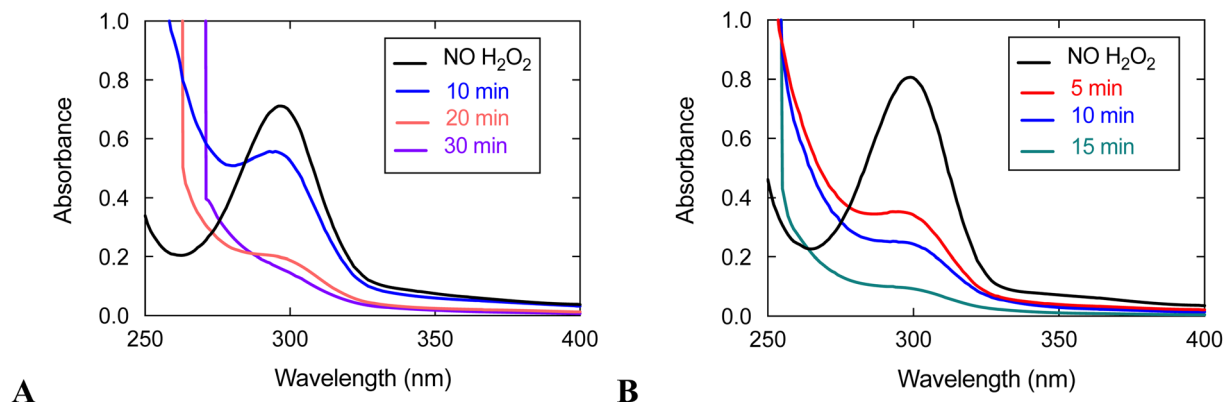 1.0
0.8
0.6
0.4
0.2
0.0
250
300
350
400
Absorbance
Wavelength (nm)
NO H₂O₂
10 min
20 min
30 min
A
1.0
0.8
0.6
0.4
0.2
0.0
250
300
350
400
Absorbance
Wavelength (nm)
NO H₂O₂
5 min
10 min
15 min
B